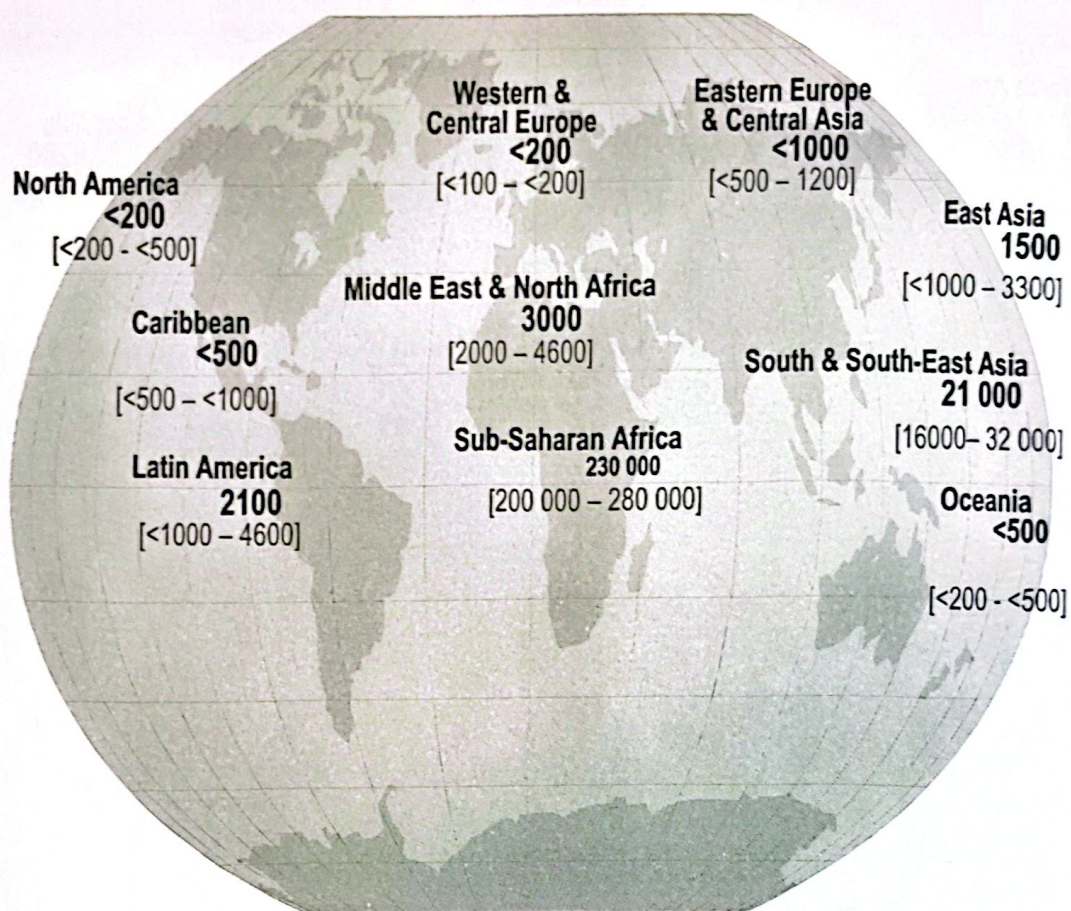 Western &
Central Europe
<200
[<100 – <200]
Eastern Europe
& Central Asia
<1000
[<500 – 1200]
North America
<200
[<200 - <500]
East Asia
1500
[<1000 – 3300]
Middle East & North Africa
3000
[2000 – 4600]
Caribbean
<500
[<500 – <1000]
South & South-East Asia
21 000
[16000– 32 000]
Sub-Saharan Africa
230 000
[200 000 – 280 000]
Latin America
2100
[<1000 – 4600]
Oceania
<500
[<200 - <500]